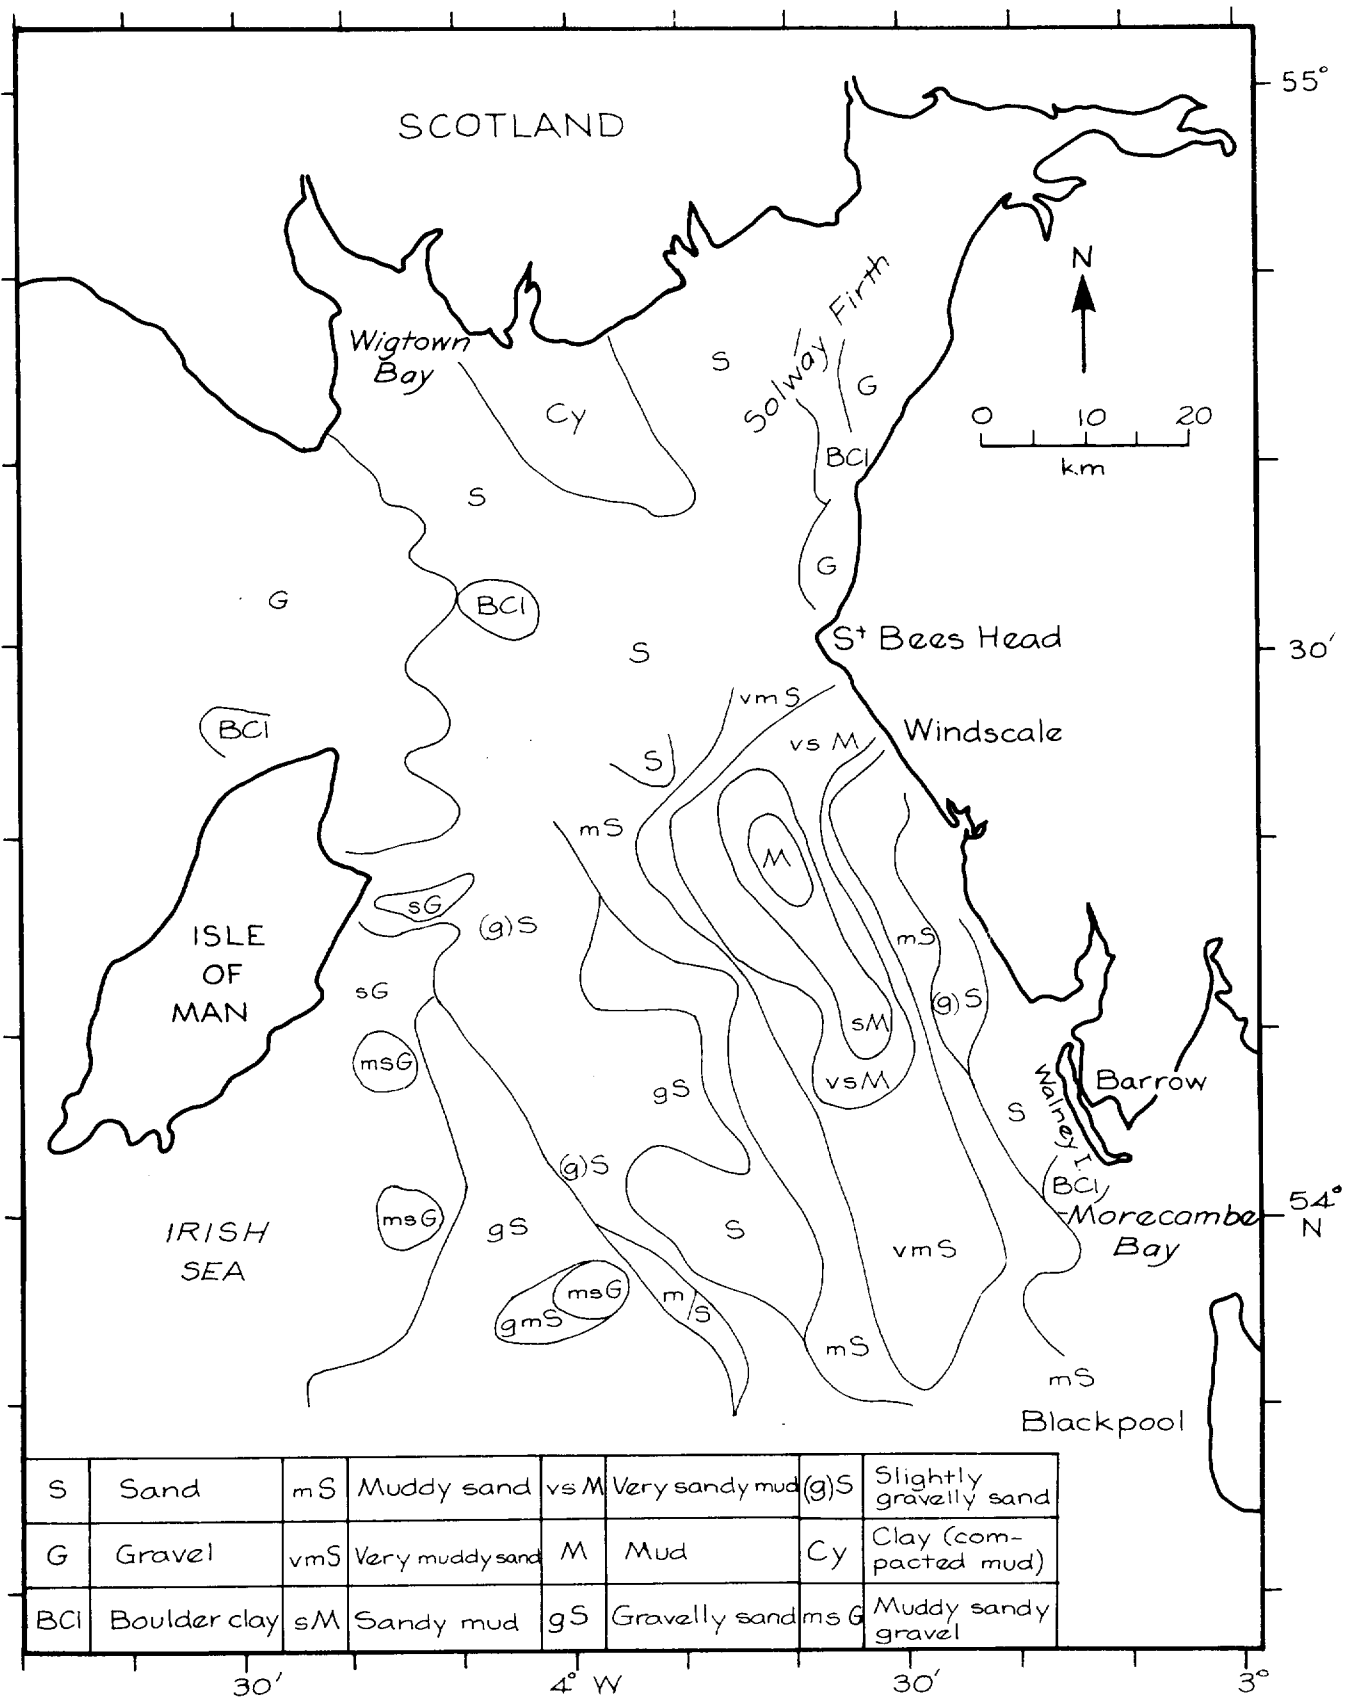 55°
SCOTLAND
N
Solway Firth
Wigtown
Bay
S
G
0 10 20
km
Cy
BCl
S
G
G
BCl
St Bees Head
30'
S
vmS
BCl
Windscale
vsM
S
mS
M
sG
(g)S
ISLE
OF
MAN
mS
sG
(g)S
sM
msG
vsM
Barrow
gS
Walney I.
S
(g)S
BCl
54°
N
msG
Morecambe
Bay
IRISH
SEA
gS
S
vmS
msG
m
S
gmS
mS
mS
Blackpool
S Sand mS Muddy sand vsM Very sandy mud (g)S Slightly
gravelly sand
G Gravel vmS Very muddy sand M Mud Cy Clay (com-
pacted mud)
BCl Boulder clay sM Sandy mud gS Gravelly sand msG Muddy sandy
gravel
30' 4° W 30' 3°